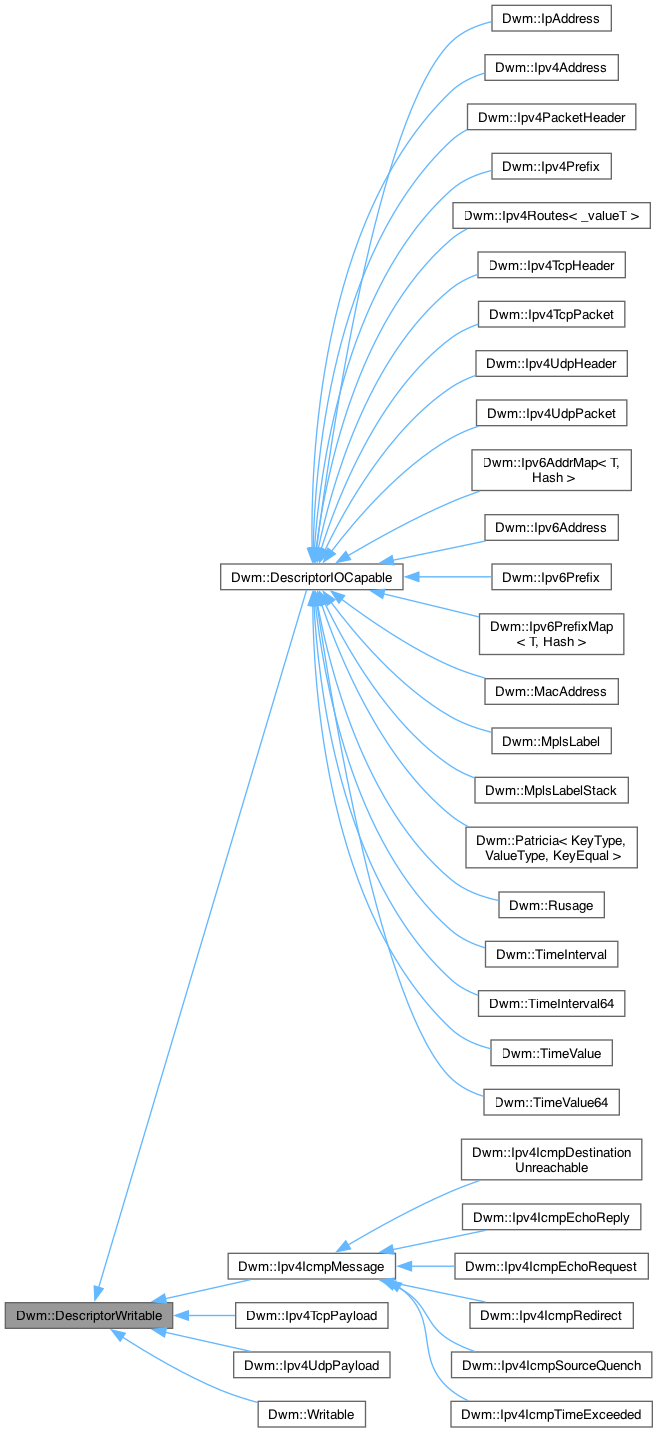 Dwm::IpAddress
Dwm::Ipv4Address
Dwm::Ipv4PacketHeader
Dwm::Ipv4Prefix
Dwm::Ipv4Routes< _valueT >
Dwm::Ipv4TcpHeader
Dwm::Ipv4TcpPacket
Dwm::Ipv4UdpHeader
Dwm::Ipv4UdpPacket
Dwm::Ipv6AddrMap< T,
Hash >
Dwm::Ipv6Address
Dwm::DescriptorIOCapable
Dwm::Ipv6Prefix
Dwm::Ipv6PrefixMap
< T, Hash >
Dwm::MacAddress
Dwm::MplsLabel
Dwm::MplsLabelStack
Dwm::Patricia< KeyType,
ValueType, KeyEqual >
Dwm::Rusage
Dwm::TimeInterval
Dwm::TimeInterval64
Dwm::TimeValue
Dwm::TimeValue64
Dwm::Ipv4IcmpDestination
Unreachable
Dwm::Ipv4IcmpEchoReply
Dwm::Ipv4IcmpMessage
Dwm::Ipv4IcmpEchoRequest
Dwm::DescriptorWritable
Dwm::Ipv4TcpPayload
Dwm::Ipv4IcmpRedirect
Dwm::Ipv4UdpPayload
Dwm::Ipv4IcmpSourceQuench
Dwm::Writable
Dwm::Ipv4IcmpTimeExceeded